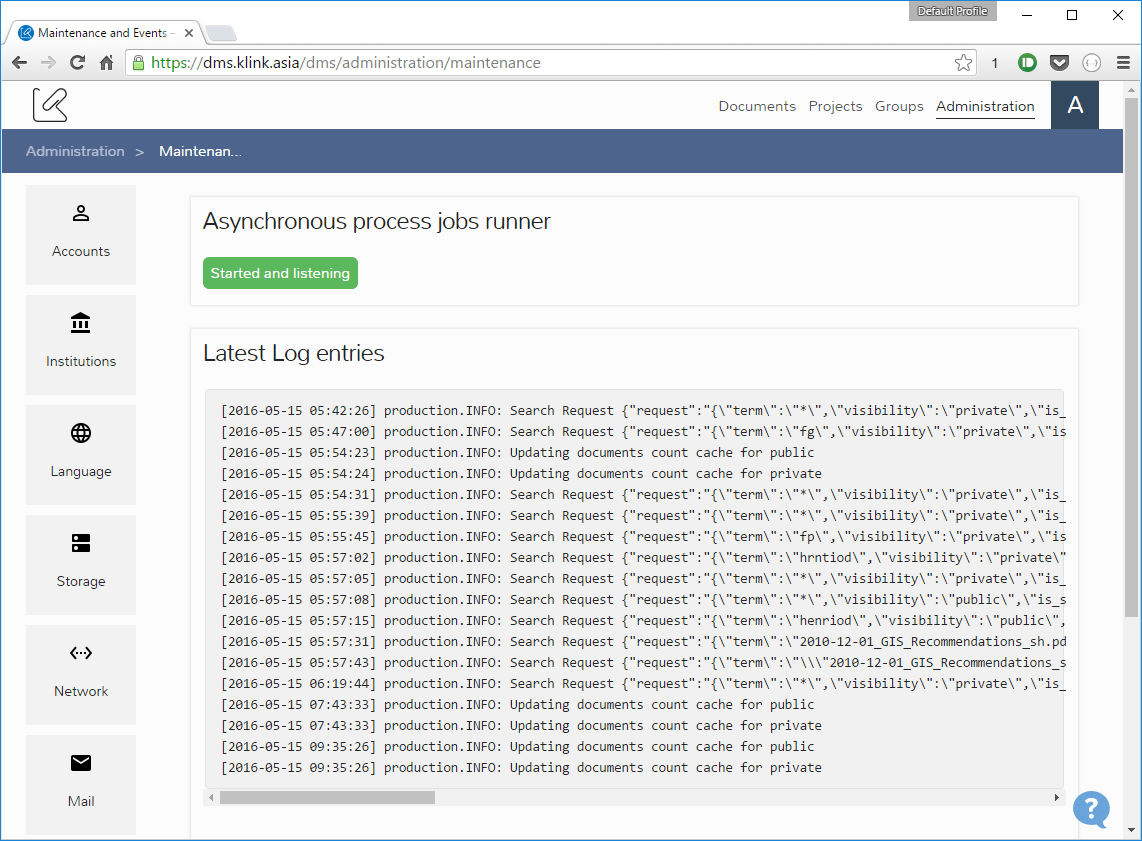 Default Profile
Maintenance and Events -
https://dms.klink.asia/dms/administration/maintenance
1
Documents Projects Groups Administration A
Administration > Maintenan...
Accounts
Institutions
Language
Storage
Network
Mail
Asynchronous process jobs runner
Started and listening
Latest Log entries
[2016-05-15 05:42:26] production.INFO: Search Request {"request":"{\"term\":\"*\",\"visibility\":\"private\",\"is_
[2016-05-15 05:47:00] production.INFO: Search Request {"request":"{\"term\":\"fg\",\"visibility\":\"private\",\"is
[2016-05-15 05:54:23] production.INFO: Updating documents count cache for public
[2016-05-15 05:54:24] production.INFO: Updating documents count cache for private
[2016-05-15 05:54:31] production.INFO: Search Request {"request":"{\"term\":\"*\",\"visibility\":\"private\",\"is_
[2016-05-15 05:55:39] production.INFO: Search Request {"request":"{\"term\":\"*\",\"visibility\":\"private\",\"is_
[2016-05-15 05:55:45] production.INFO: Search Request {"request":"{\"term\":\"fp\",\"visibility\":\"private\",\"is
[2016-05-15 05:57:02] production.INFO: Search Request {"request":"{\"term\":\"hrntiod\",\"visibility\":\"private\"
[2016-05-15 05:57:05] production.INFO: Search Request {"request":"{\"term\":\"*\",\"visibility\":\"private\",\"is_
[2016-05-15 05:57:08] production.INFO: Search Request {"request":"{\"term\":\"*\",\"visibility\":\"public\",\"is_s
[2016-05-15 05:57:15] production.INFO: Search Request {"request":"{\"term\":\"henriod\",\"visibility\":\"public\",
[2016-05-15 05:57:31] production.INFO: Search Request {"request":"{\"term\":\"2010-12-01_GIS_Recommendations_sh.pd
[2016-05-15 05:57:43] production.INFO: Search Request {"request":"{\"term\":\"\\\"2010-12-01_GIS_Recommendations_s
[2016-05-15 06:19:44] production.INFO: Search Request {"request":"{\"term\":\"*\",\"visibility\":\"private\",\"is_
[2016-05-15 07:43:33] production.INFO: Updating documents count cache for public
[2016-05-15 07:43:33] production.INFO: Updating documents count cache for private
[2016-05-15 09:35:26] production.INFO: Updating documents count cache for public
[2016-05-15 09:35:26] production.INFO: Updating documents count cache for private
?